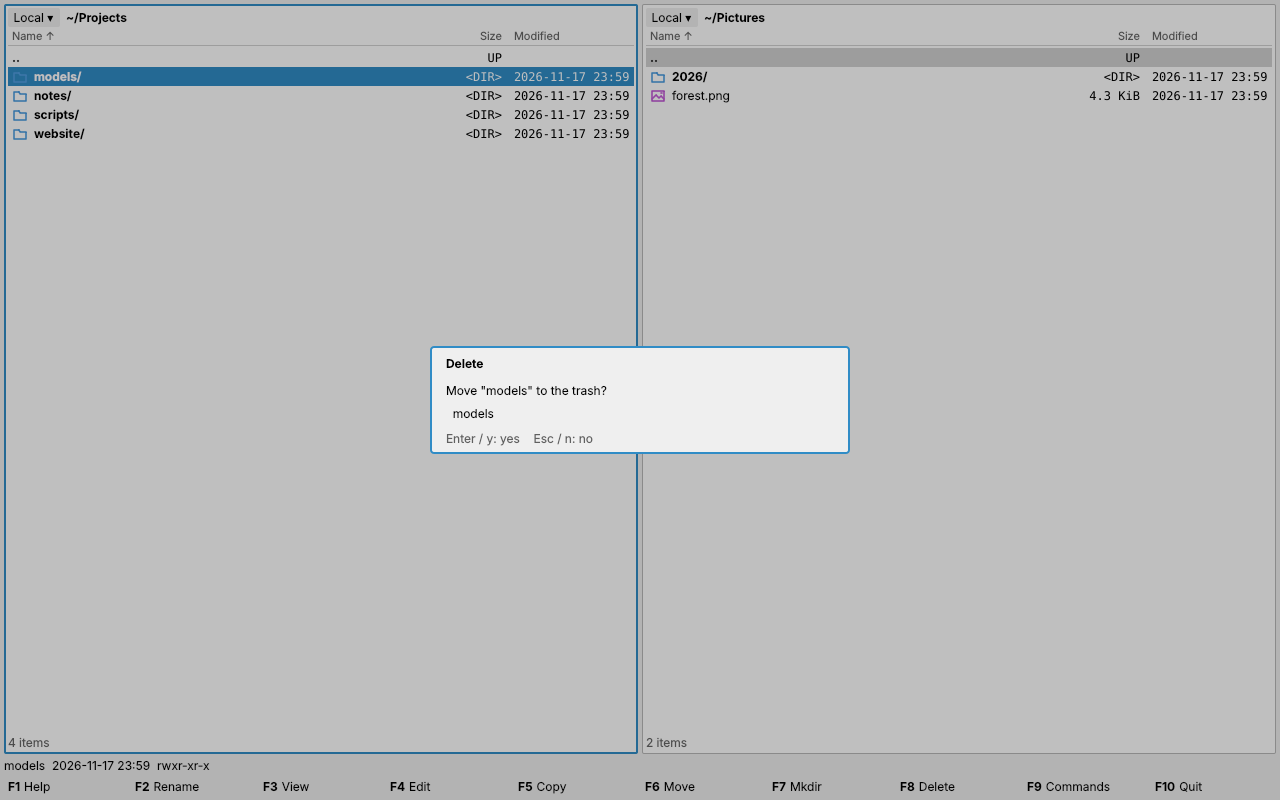 Local ▾ ~/Projects
Name ↑ Size Modified
.. UP
models/ <DIR> 2026-11-17 23:59
notes/ <DIR> 2026-11-17 23:59
scripts/ <DIR> 2026-11-17 23:59
website/ <DIR> 2026-11-17 23:59
4 items
Local ▾ ~/Pictures
Name ↑ Size Modified
.. UP
2026/ <DIR> 2026-11-17 23:59
forest.png 4.3 KiB 2026-11-17 23:59
2 items
Delete
Move "models" to the trash?
models
Enter / y: yes Esc / n: no
models 2026-11-17 23:59 rwxr-xr-x
F1 Help F2 Rename F3 View F4 Edit F5 Copy F6 Move F7 Mkdir F8 Delete F9 Commands F10 Quit